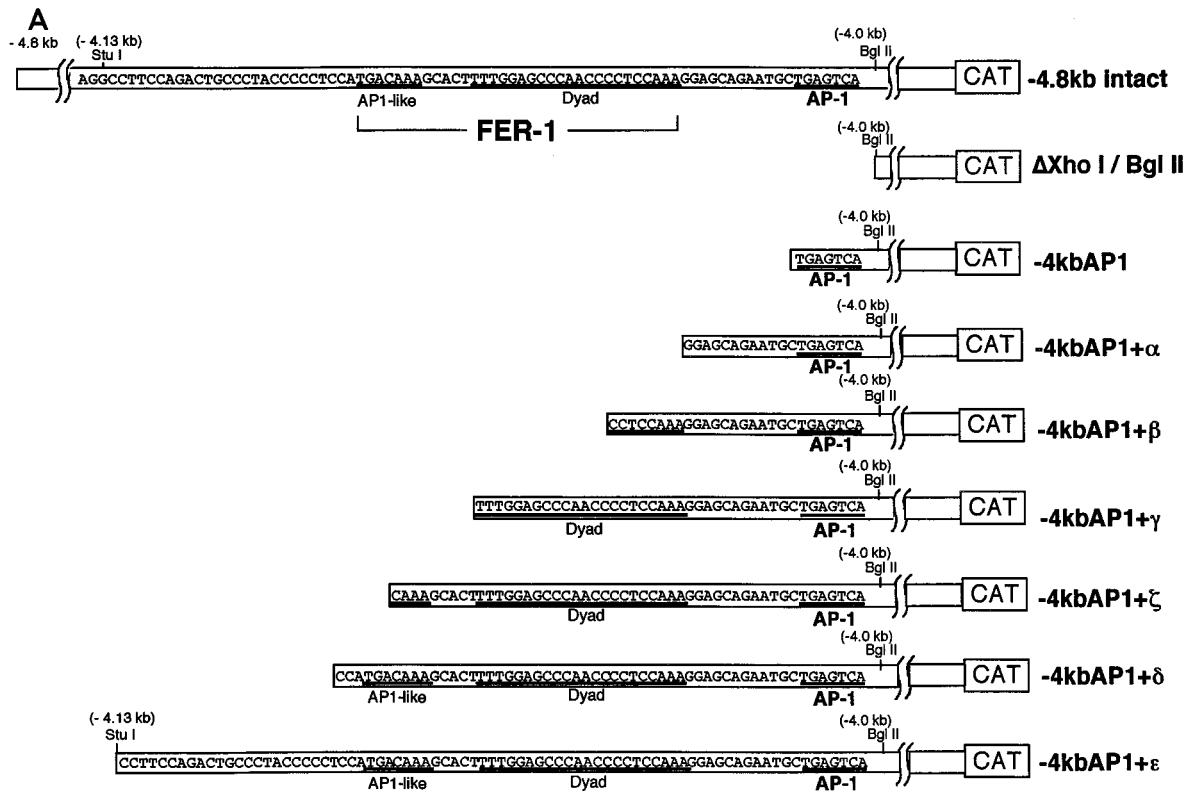 A
- 4.8 kb
(- 4.13 kb)
Stu I
(-4.0 kb)
Bgl II
AGGCCTTCCAGACTGCCCTACCCCCTCCATGACAAAGCACTTTTGGAGCCCAACCCCTCCAAAGGAGCAGAATGCTGAGTCA
CAT
-4.8kb intact
AP1-like
Dyad
AP-1
FER-1
(-4.0 kb)
Bgl II
CAT
ΔXho I / Bgl II
(-4.0 kb)
Bgl II
TGAGTCA
CAT
-4kbAP1
AP-1
(-4.0 kb)
Bgl II
GGAGCAGAATGCTGAGTCA
CAT
-4kbAP1+α
AP-1
(-4.0 kb)
Bgl II
CCTCCAAAGGAGCAGAATGCTGAGTCA
CAT
-4kbAP1+β
AP-1
(-4.0 kb)
Bgl II
TTTGGAGCCCAACCCCTCCAAAGGAGCAGAATGCTGAGTCA
CAT
-4kbAP1+γ
Dyad
AP-1
(-4.0 kb)
Bgl II
CAAAGCACTTTTGGAGCCCAACCCCTCCAAAGGAGCAGAATGCTGAGTCA
CAT
-4kbAP1+ζ
Dyad
AP-1
(-4.0 kb)
Bgl II
CCATGACAAAGCACTTTTGGAGCCCAACCCCTCCAAAGGAGCAGAATGCTGAGTCA
CAT
-4kbAP1+δ
AP1-like
Dyad
AP-1
(- 4.13 kb)
Stu I
(-4.0 kb)
Bgl II
CCTTCCAGACTGCCCTACCCCCTCCATGACAAAGCACTTTTGGAGCCCAACCCCTCCAAAGGAGCAGAATGCTGAGTCA
CAT
-4kbAP1+ε
AP1-like
Dyad
AP-1